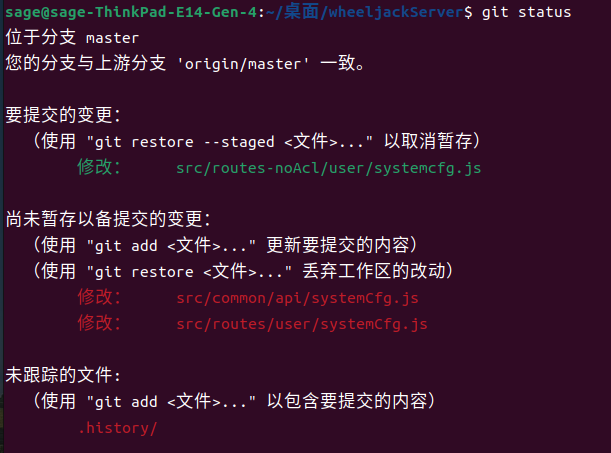 sage@sage-ThinkPad-E14-Gen-4:~/桌面/wheeljackServer$ git status
位于分支 master
您的分支与上游分支 'origin/master' 一致。
要提交的变更：
（使用 "git restore --staged <文件>..." 以取消暂存）
修改： src/routes-noAcl/user/systemcfg.js
尚未暂存以备提交的变更：
（使用 "git add <文件>..." 更新要提交的内容）
（使用 "git restore <文件>..." 丢弃工作区的改动）
修改： src/common/api/systemCfg.js
修改： src/routes/user/systemCfg.js
未跟踪的文件:
（使用 "git add <文件>..." 以包含要提交的内容）
.history/